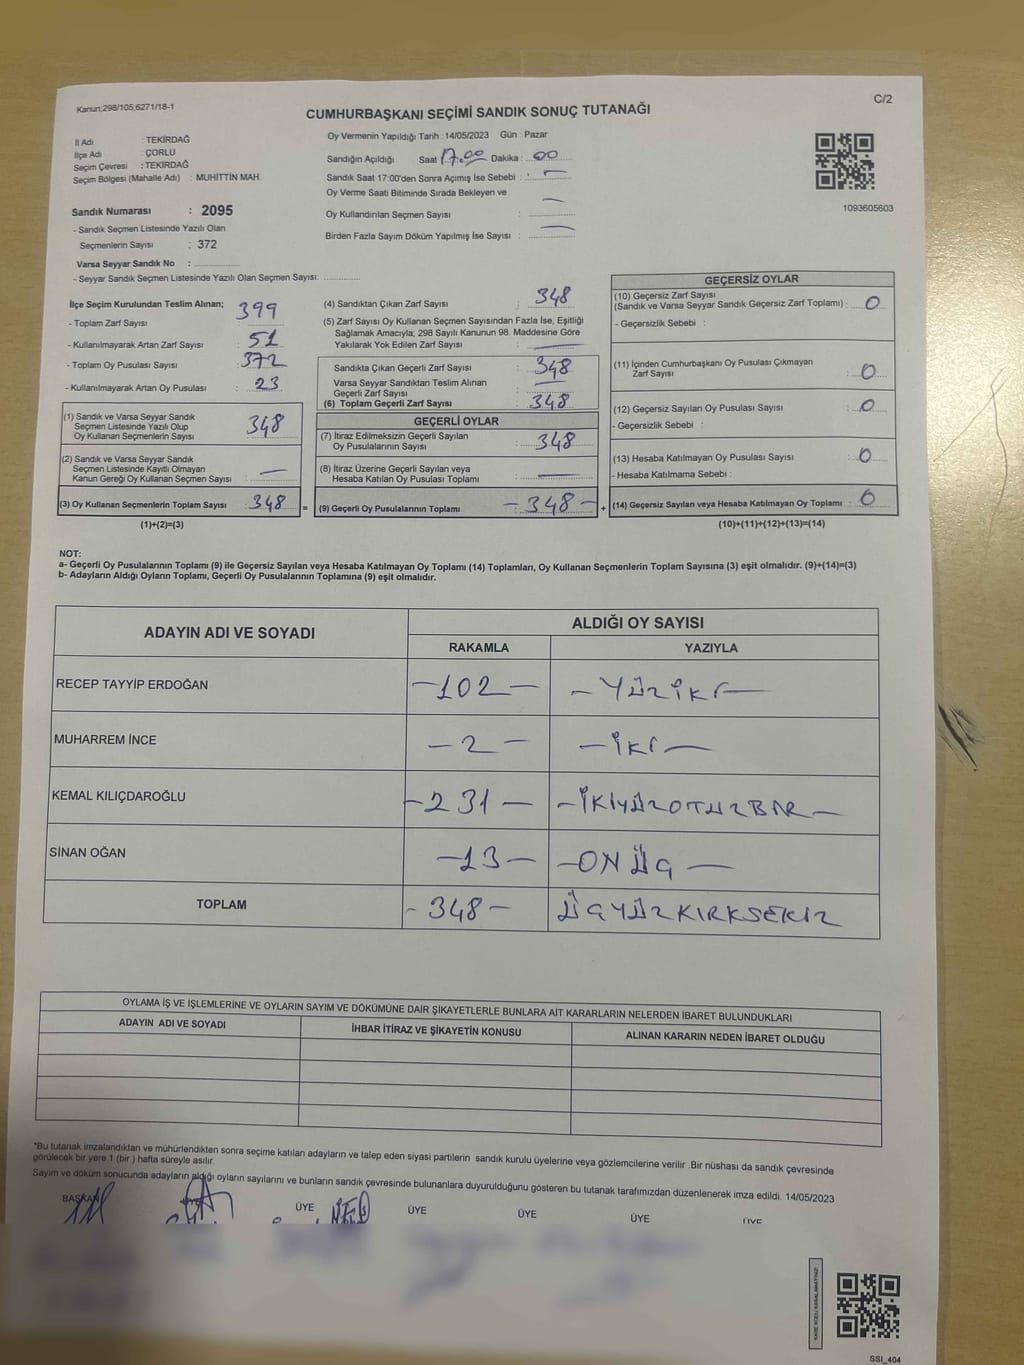 Kanun;298/105;6271/18-1
C/2
CUMHURBAŞKANI SEÇİMİ SANDIK SONUÇ TUTANAĞI
İl Adı : TEKİRDAĞ
İlçe Adı : ÇORLU
Seçim Çevresi : TEKİRDAĞ
Seçim Bölgesi (Mahalle Adı) : MUHİTTİN MAH.
Sandık Numarası : 2095
- Sandık Seçmen Listesinde Yazılı Olan
Seçmenlerin Sayısı : 372
Varsa Seyyar Sandık No :
- Seyyar Sandık Seçmen Listesinde Yazılı Olan Seçmen Sayısı:
Oy Vermenin Yapıldığı Tarih : 14/05/2023 Gün : Pazar
Sandığın Açıldığı Saat 17.00 Dakika : 00
Sandık Saat 17:00'den Sonra Açımış İse Sebebi : —
Oy Verme Saati Bitiminde Sırada Bekleyen ve
Oy Kullandırılan Seçmen Sayısı : —
Birden Fazla Sayım Döküm Yapılmış İse Sayısı : —
1093605603
İlçe Seçim Kurulundan Teslim Alınan;
- Toplam Zarf Sayısı : 399
- Kullanılmayarak Artan Zarf Sayısı : 51
- Toplam Oy Pusulası Sayısı : 372
- Kullanılmayarak Artan Oy Pusulası : 23
(1) Sandık ve Varsa Seyyar Sandık
Seçmen Listesinde Yazılı Olup
Oy Kullanan Seçmenlerin Sayısı : 348
(2) Sandık ve Varsa Seyyar Sandık
Seçmen Listesinde Kayıtlı Olmayan
Kanun Gereği Oy Kullanan Seçmen Sayısı : —
(3) Oy Kullanan Seçmenlerin Toplam Sayısı : 348 =
(1)+(2)=(3)
(4) Sandıktan Çıkan Zarf Sayısı : 348
(5) Zarf Sayısı Oy Kullanan Seçmen Sayısından Fazla İse, Eşitliği
Sağlamak Amacıyla; 298 Sayılı Kanunun 98. Maddesine Göre
Yakılarak Yok Edilen Zarf Sayısı : —
Sandıkta Çıkan Geçerli Zarf Sayısı : 348
Varsa Seyyar Sandıktan Teslim Alınan
Geçerli Zarf Sayısı : —
(6) Toplam Geçerli Zarf Sayısı : 348
GEÇERLİ OYLAR
(7) İtiraz Edilmeksizin Geçerli Sayılan
Oy Pusulalarının Sayısı : 348
(8) İtiraz Üzerine Geçerli Sayılan veya
Hesaba Katılan Oy Pusulası Toplamı : —
(9) Geçerli Oy Pusulalarının Toplamı : -348- +
GEÇERSİZ OYLAR
(10) Geçersiz Zarf Sayısı
(Sandık ve Varsa Seyyar Sandık Geçersiz Zarf Toplamı) : 0
- Geçersizlik Sebebi :
(11) İçinden Cumhurbaşkanı Oy Pusulası Çıkmayan
Zarf Sayısı : 0
(12) Geçersiz Sayılan Oy Pusulası Sayısı : 0
- Geçersizlik Sebebi :
(13) Hesaba Katılmayan Oy Pusulası Sayısı : 0
- Hesaba Katılmama Sebebi :
(14) Geçersiz Sayılan veya Hesaba Katılmayan Oy Toplamı : 0
(10)+(11)+(12)+(13)=(14)
NOT:
a- Geçerli Oy Pusulalarının Toplamı (9) ile Geçersiz Sayılan veya Hesaba Katılmayan Oy Toplamı (14) Toplamları, Oy Kullanan Seçmenlerin Toplam Sayısına (3) eşit olmalıdır. (9)+(14)=(3)
b- Adayların Aldığı Oyların Toplamı, Geçerli Oy Pusulalarının Toplamına (9) eşit olmalıdır.
ADAYIN ADI VE SOYADI ALDIĞI OY SAYISI
RAKAMLA YAZIYLA
RECEP TAYYİP ERDOĞAN -102- -YÜZİKİ-
MUHARREM İNCE -2- -İKİ-
KEMAL KILIÇDAROĞLU -231- -İKİYÜZOTUZBİR-
SİNAN OĞAN -13- -ON ÜÇ-
TOPLAM -348- ÜÇYÜZKIRKSEKİZ
OYLAMA İŞ VE İŞLEMLERİNE VE OYLARIN SAYIM VE DÖKÜMÜNE DAİR ŞİKAYETLERLE BUNLARA AİT KARARLARIN NELERDEN İBARET BULUNDUKLARI
ADAYIN ADI VE SOYADI İHBAR İTİRAZ VE ŞİKAYETİN KONUSU ALINAN KARARIN NEDEN İBARET OLDUĞU
*Bu tutanak imzalandıktan ve mühürlendikten sonra seçime katılan adayların ve talep eden siyasi partilerin sandık kurulu üyelerine veya gözlemcilerine verilir .Bir nüshası da sandık çevresinde
görülecek bir yere 1 (bir ) hafta süreyle asılır.
Sayım ve döküm sonucunda adayların aldığı oyların sayılarını ve bunların sandık çevresinde bulunanlara duyurulduğunu gösteren bu tutanak tarafımızdan düzenlenerek imza edildi. 14/05/2023
BAŞKAN ÜYE ÜYE ÜYE ÜYE ÜYE
SSI_404